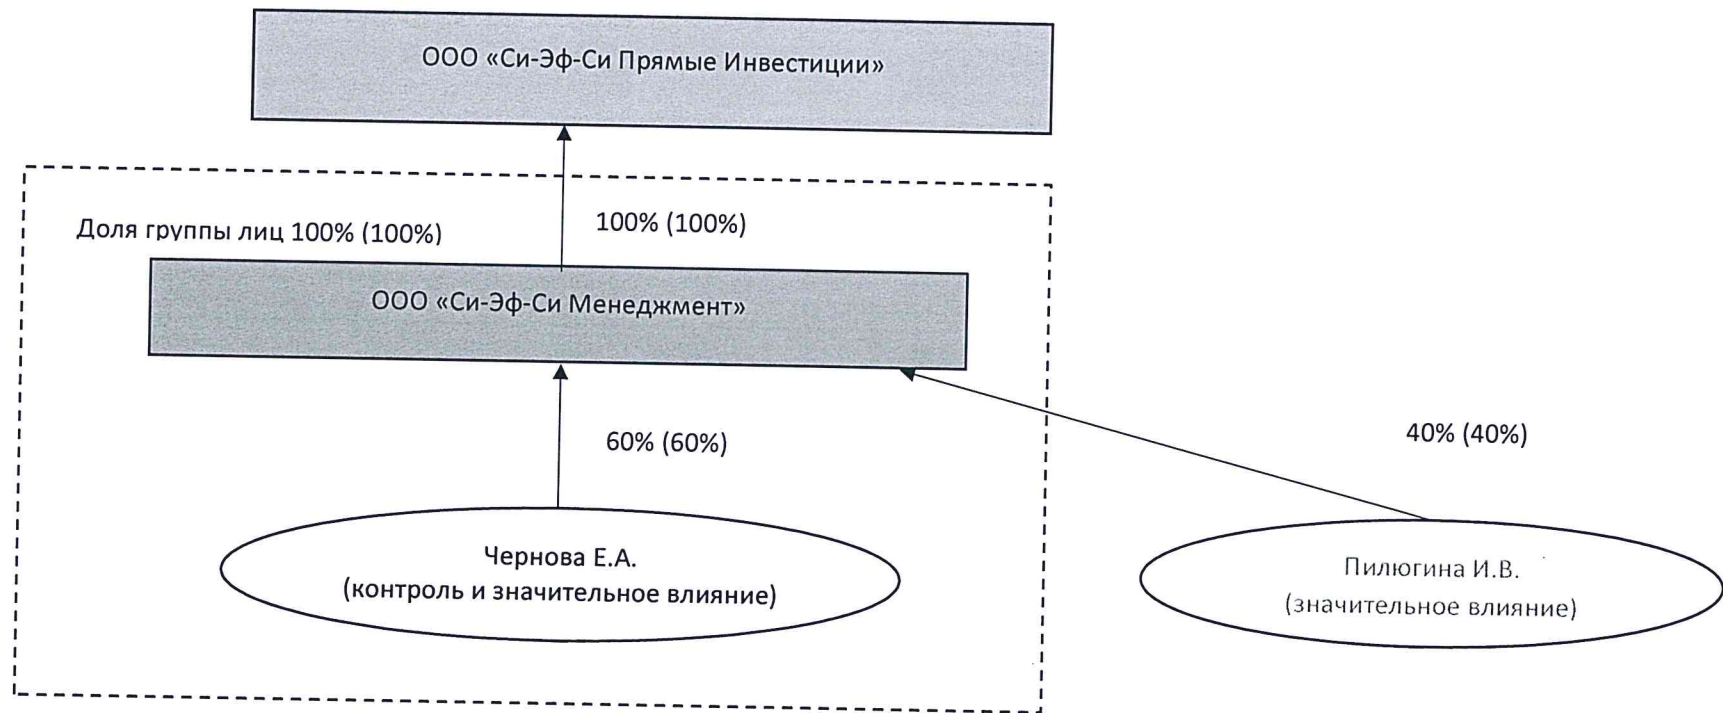 ООО «Си-Эф-Си Прямые Инвестиции»
Доля группы лиц 100% (100%)
100% (100%)
ООО «Си-Эф-Си Менеджмент»
60% (60%)
40% (40%)
Чернова Е.А.
(контроль и значительное влияние)
Пилюгина И.В.
(значительное влияние)